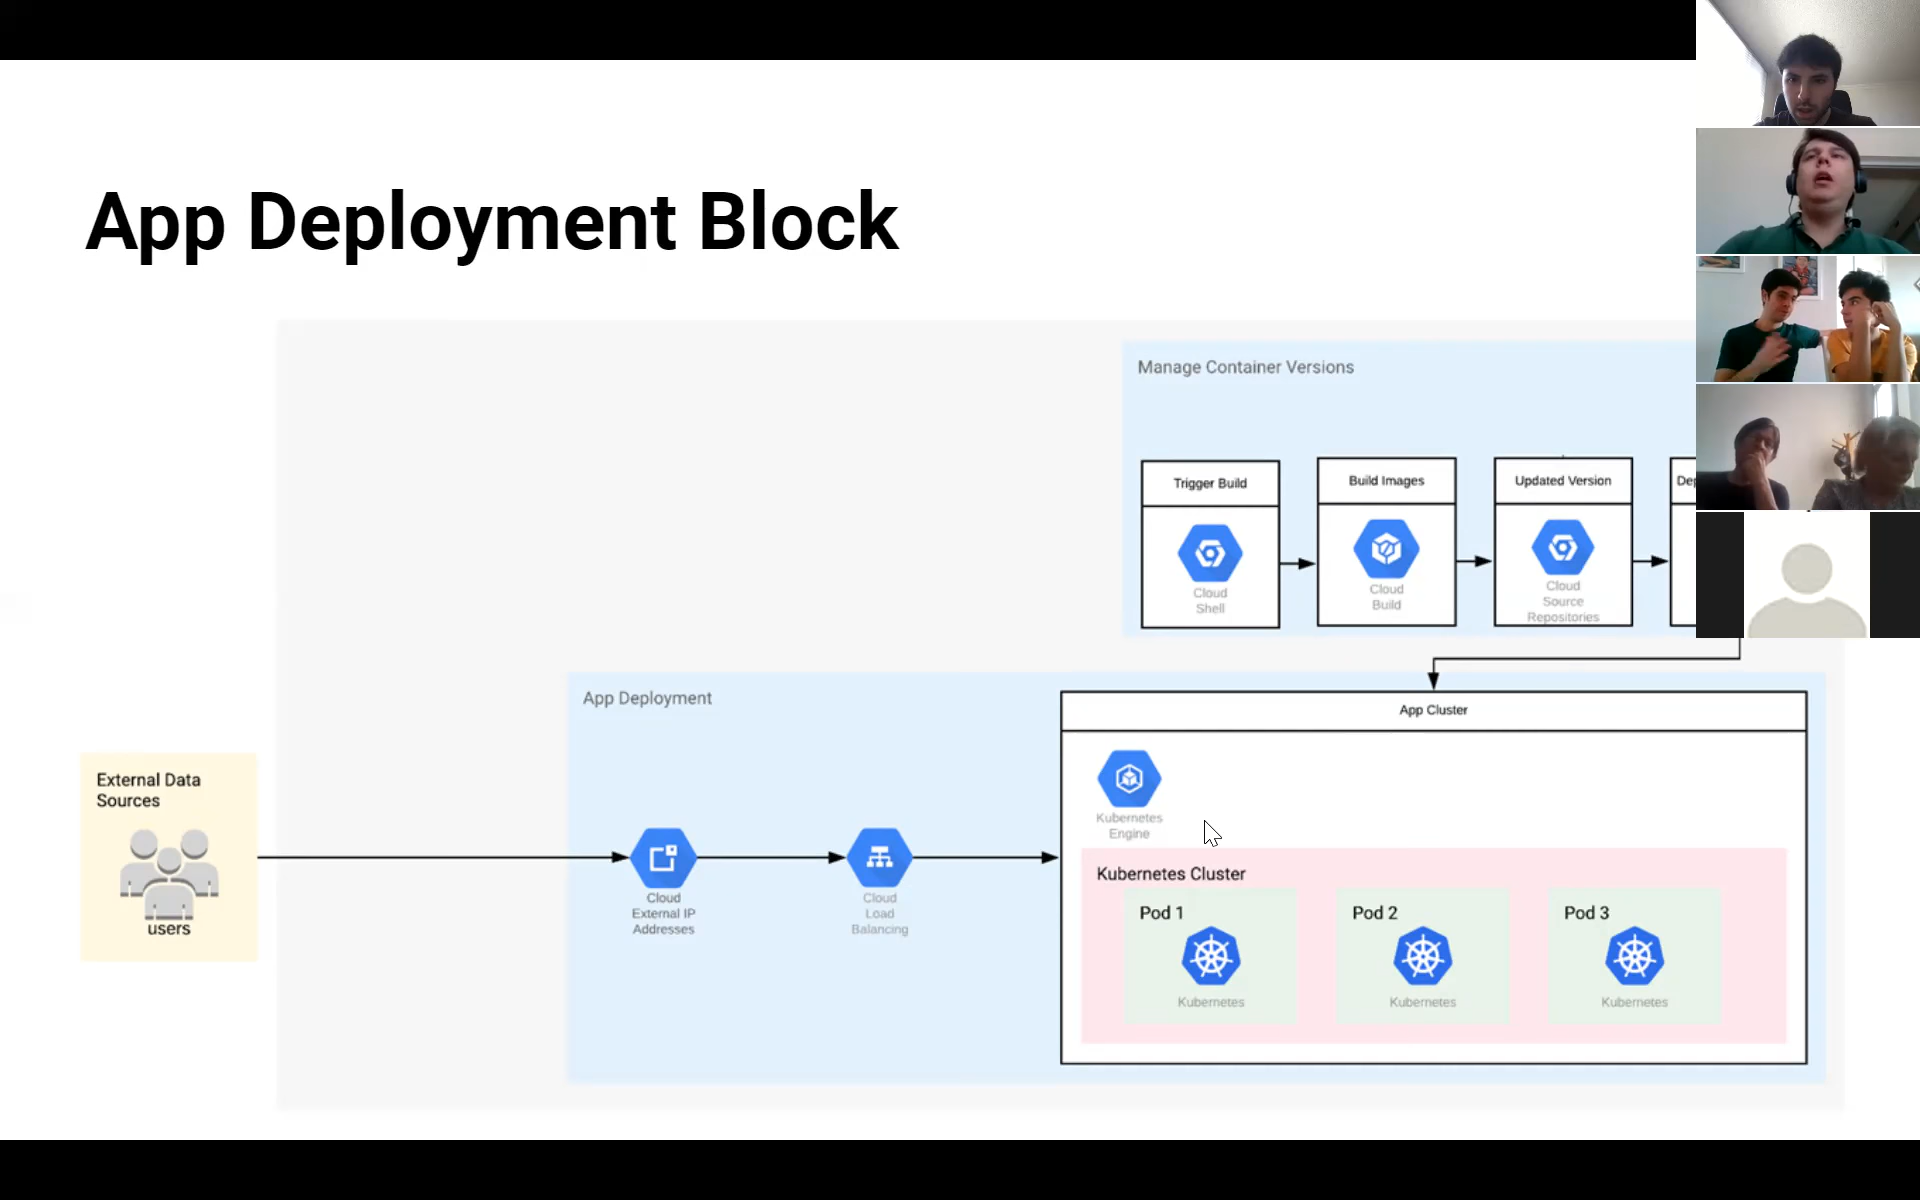 App Deployment Block
Manage Container Versions
Trigger Build
Build Images
Updated Version
Cloud
Shell
Cloud
Build
Cloud
Source
Repositories
App Deployment
App Cluster
External Data
Sources
users
Cloud
External IP
Addresses
Cloud
Load
Balancing
Kubernetes
Engine
Kubernetes Cluster
Pod 1
Pod 2
Pod 3
Kubernetes
Kubernetes
Kubernetes